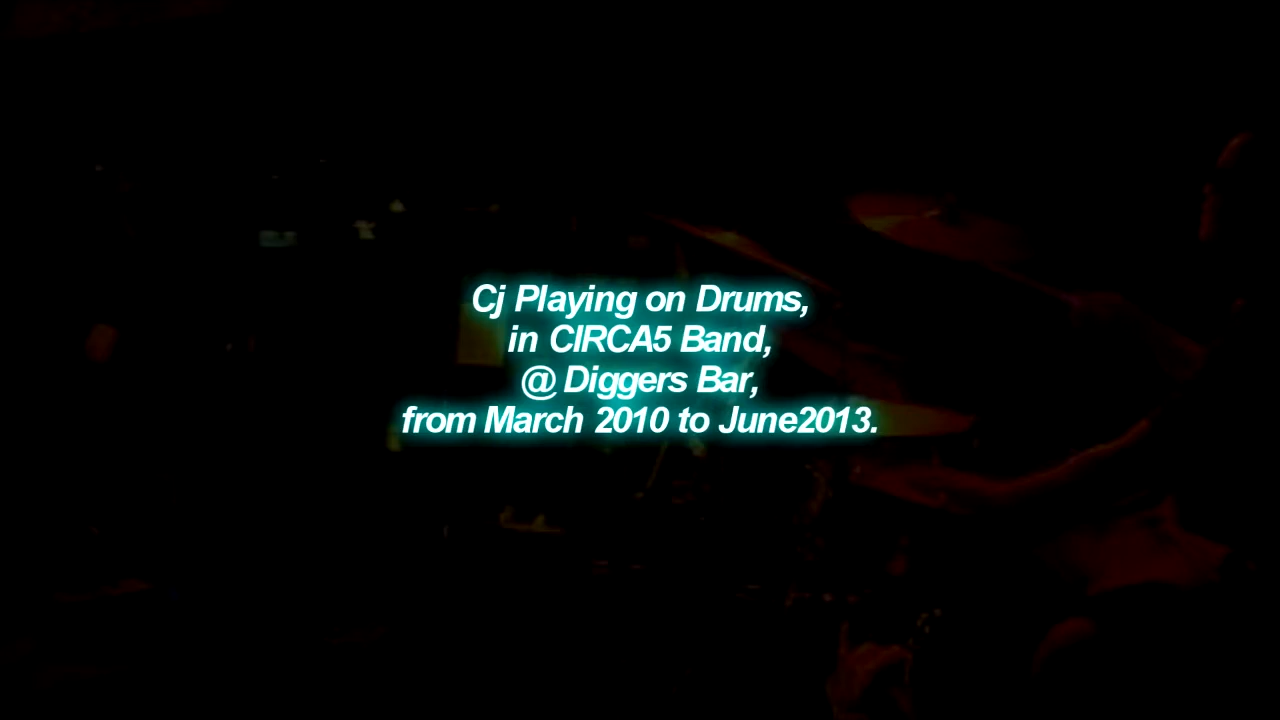 Cj Playing on Drums,
in CIRCA5 Band,
@ Diggers Bar,
from March 2010 to June2013.